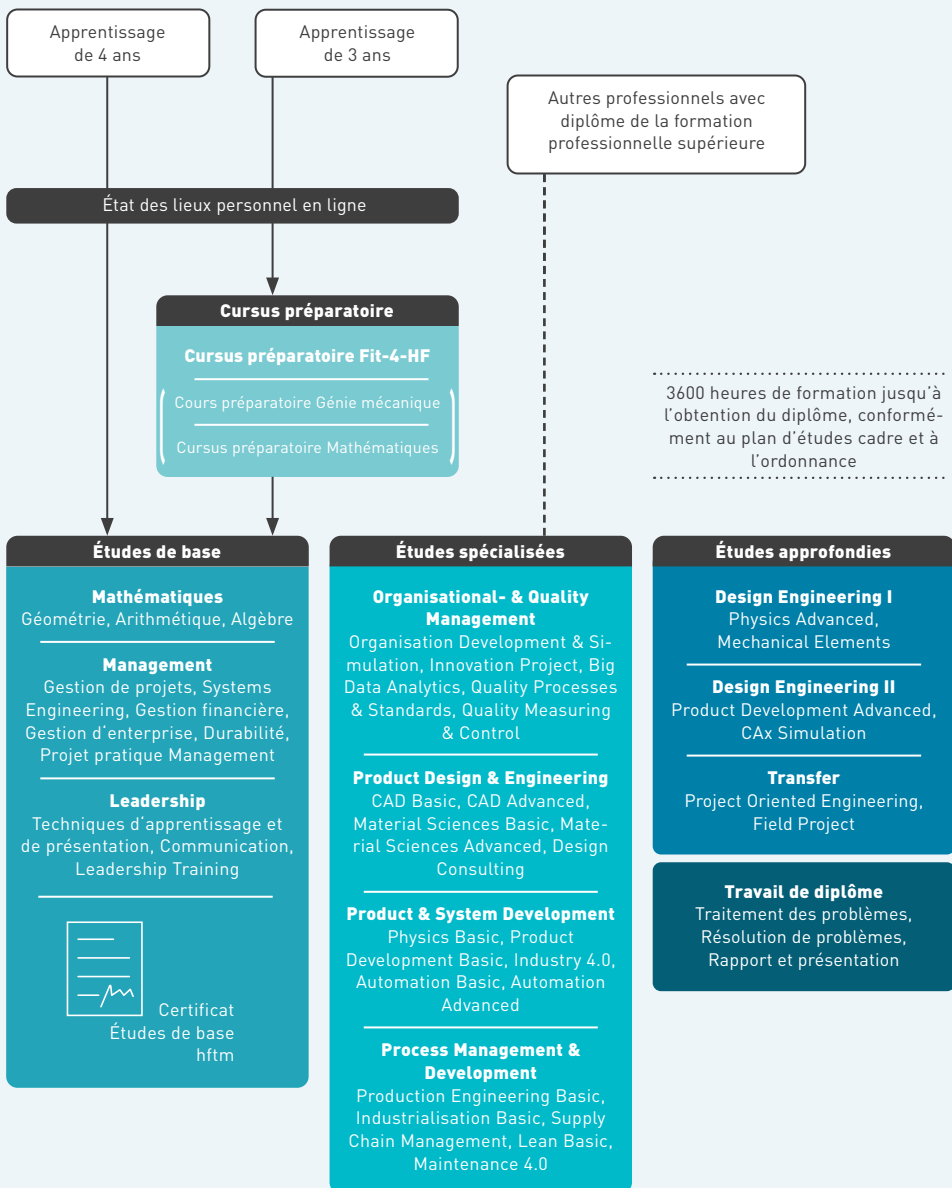 Apprentissage
de 4 ans
Apprentissage
de 3 ans
Autres professionnels avec
diplôme de la formation
professionnelle supérieure
État des lieux personnel en ligne
Cursus préparatoire
Cursus préparatoire Fit-4-HF
Cours préparatoire Génie mécanique
Cursus préparatoire Mathématiques
3600 heures de formation jusqu'à
l'obtention du diplôme, conformé-
ment au plan d'études cadre et à
l'ordonnance
Études de base
Mathématiques
Géométrie, Arithmétique, Algèbre
Management
Gestion de projets, Systems
Engineering, Gestion financière,
Gestion d'enterprise, Durabilité,
Projet pratique Management
Leadership
Techniques d'apprentissage et
de présentation, Communication,
Leadership Training
Certificat
Études de base
hftm
Études spécialisées
Organisational- & Quality
Management
Organisation Development & Si-
mulation, Innovation Project, Big
Data Analytics, Quality Processes
& Standards, Quality Measuring
& Control
Product Design & Engineering
CAD Basic, CAD Advanced,
Material Sciences Basic, Mate-
rial Sciences Advanced, Design
Consulting
Product & System Development
Physics Basic, Product
Development Basic, Industry 4.0,
Automation Basic, Automation
Advanced
Process Management &
Development
Production Engineering Basic,
Industrialisation Basic, Supply
Chain Management, Lean Basic,
Maintenance 4.0
Études approfondies
Design Engineering I
Physics Advanced,
Mechanical Elements
Design Engineering II
Product Development Advanced,
CAx Simulation
Transfer
Project Oriented Engineering,
Field Project
Travail de diplôme
Traitement des problèmes,
Résolution de problèmes,
Rapport et présentation